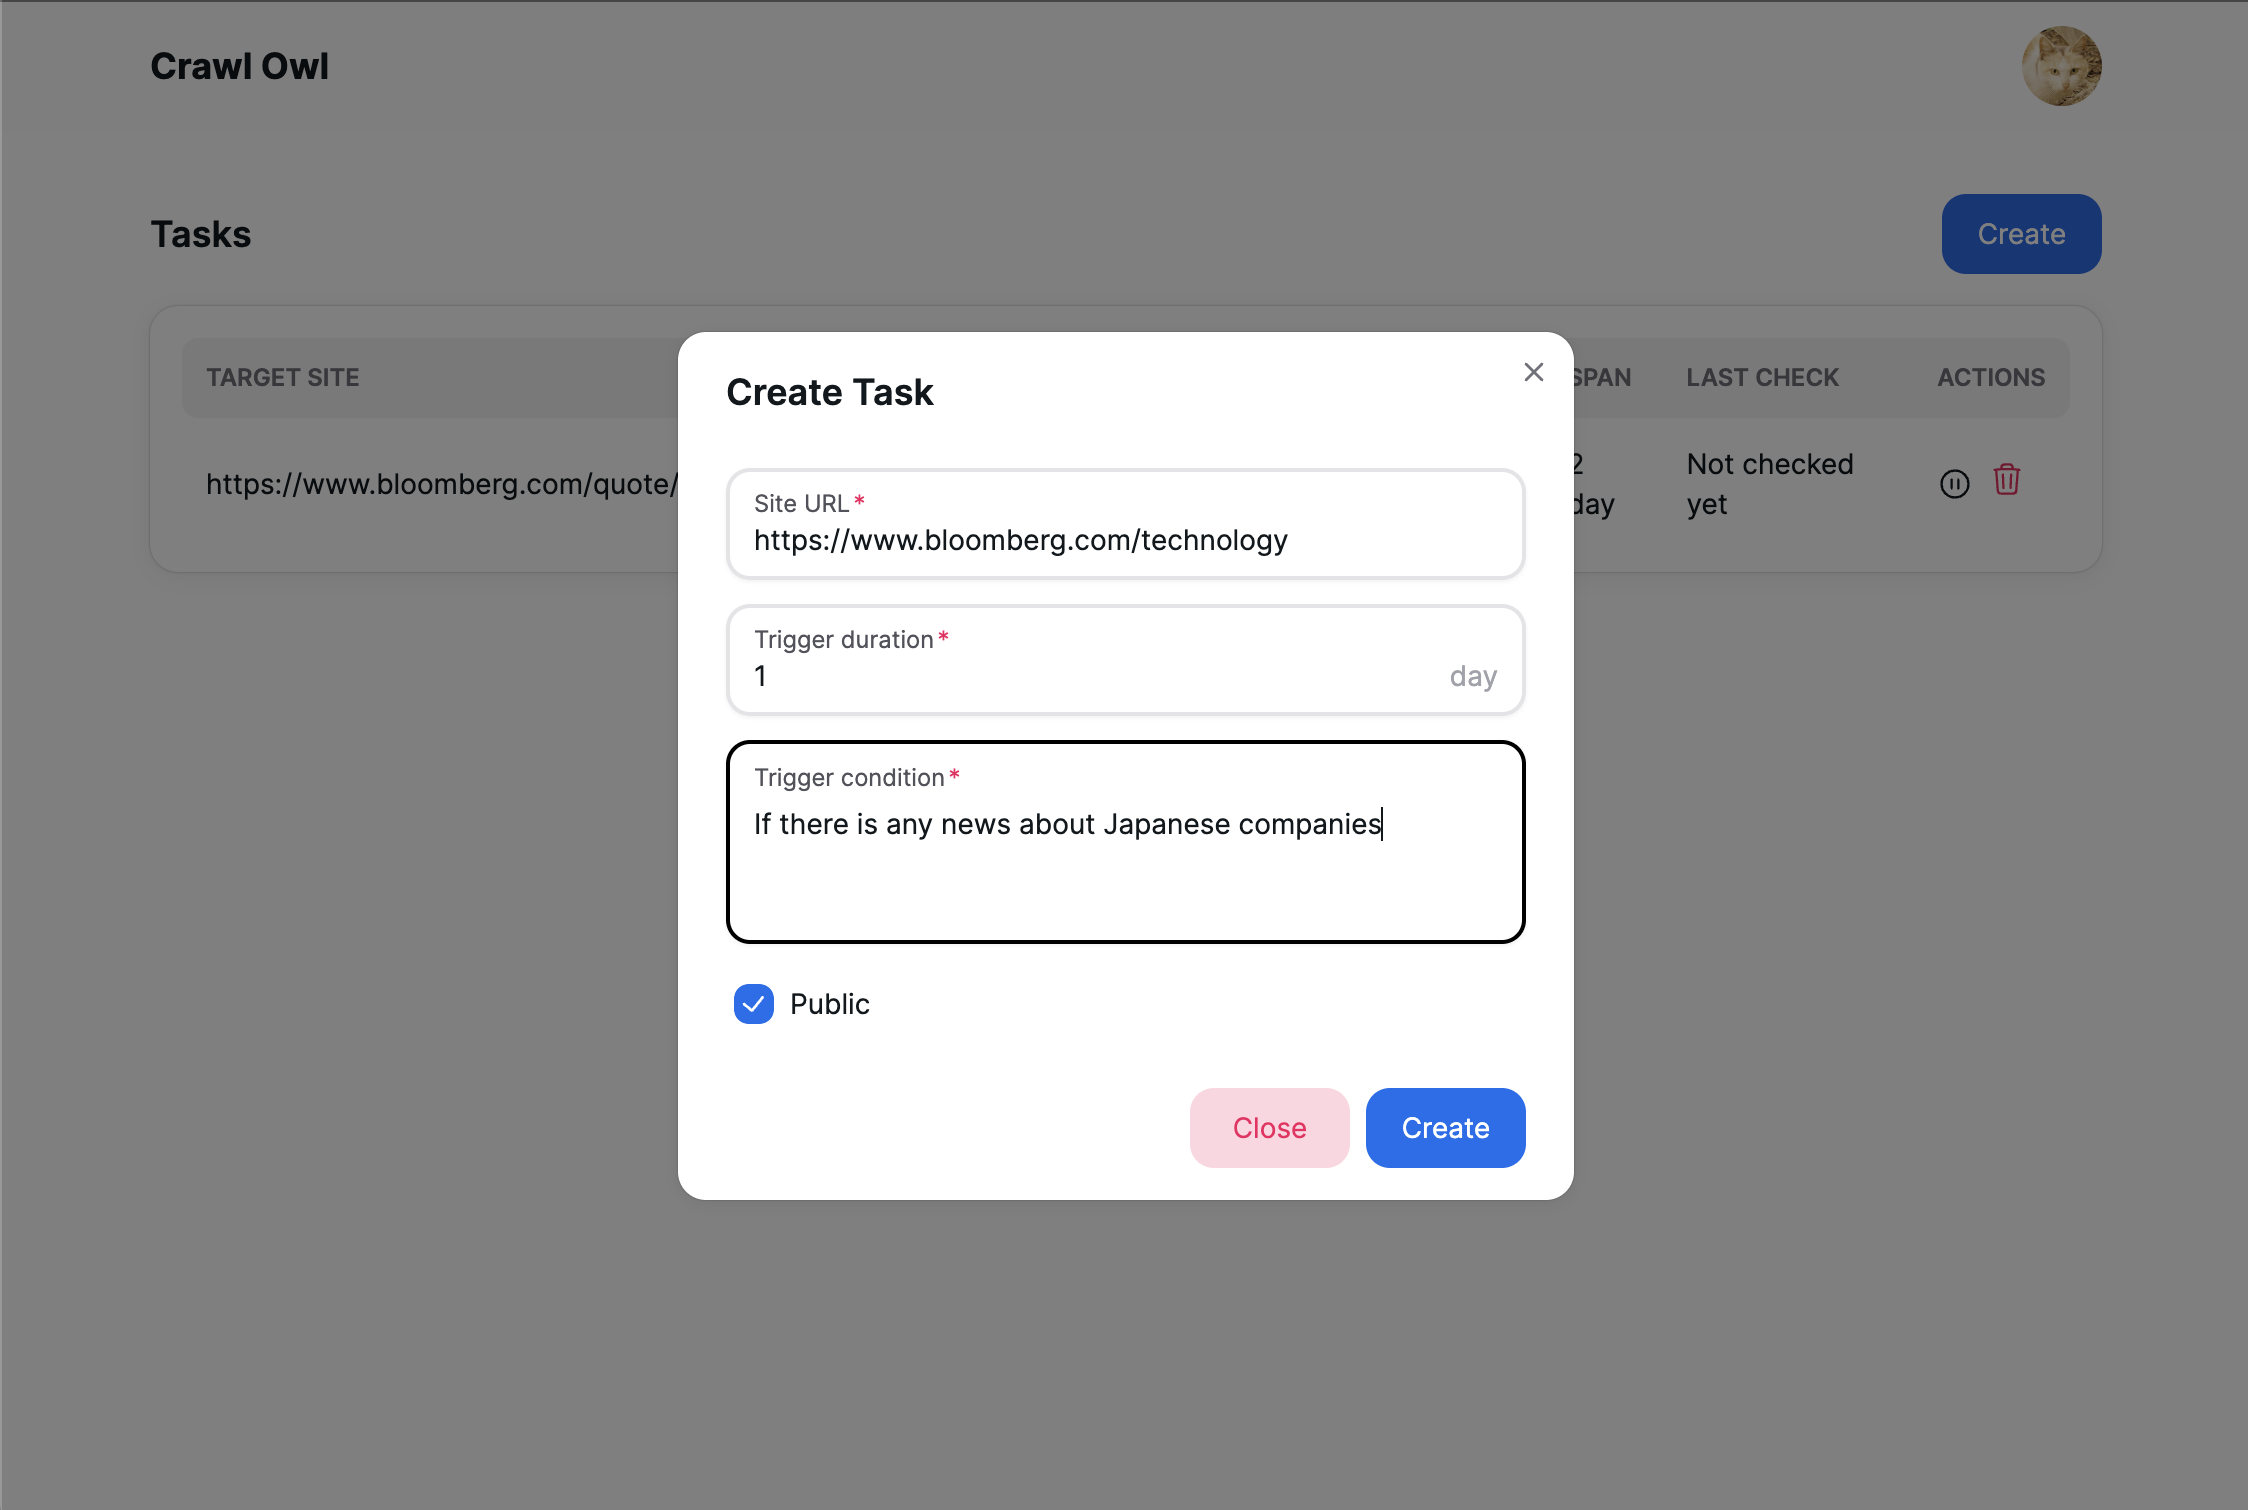 Crawl Owl
Tasks
Create
TARGET SITE
SPAN
LAST CHECK
ACTIONS
https://www.bloomberg.com/quote/
2
day
Not checked
yet
Create Task
Site URL*
https://www.bloomberg.com/technology
Trigger duration*
1
day
Trigger condition*
If there is any news about Japanese companies
Public
Close
Create